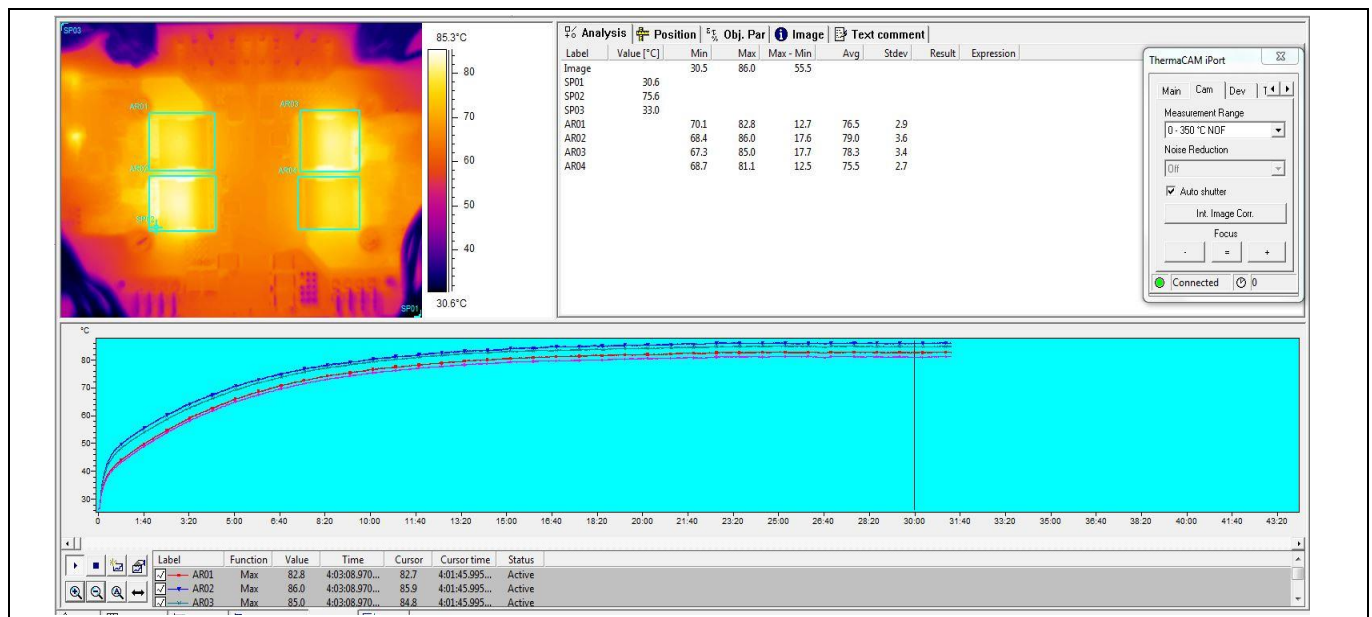 SP03
AR01
AR03
AR02
AR04
SP02
SP01
85.3°C
80
70
60
50
40
30.6°C
Analysis Position Obj. Par Image Text comment
Label Value [°C] Min Max Max - Min Avg Stdev Result Expression
Image 30.5 86.0 55.5
SP01 30.6
SP02 75.6
SP03 33.0
AR01 70.1 82.8 12.7 76.5 2.9
AR02 68.4 86.0 17.6 79.0 3.6
AR03 67.3 85.0 17.7 78.3 3.4
AR04 68.7 81.1 12.5 75.5 2.7
ThermaCAM iPort
Main Cam Dev
Measurement Range
0 - 350 °C NOF
Noise Reduction
Off
Auto shutter
Int. Image Corr.
Focus
- = +
Connected 0
°C
80
70
60
50
40
30
0 1:40 3:20 5:00 6:40 8:20 10:00 11:40 13:20 15:00 16:40 18:20 20:00 21:40 23:20 25:00 26:40 28:20 30:00 31:40 33:20 35:00 36:40 38:20 40:00 41:40 43:20
Label Function Value Time Cursor Cursor time Status
AR01 Max 82.8 4:03:08.970... 82.7 4:01:45.995... Active
AR02 Max 86.0 4:03:08.970... 85.9 4:01:45.995... Active
AR03 Max 85.0 4:03:08.970... 84.8 4:01:45.995... Active